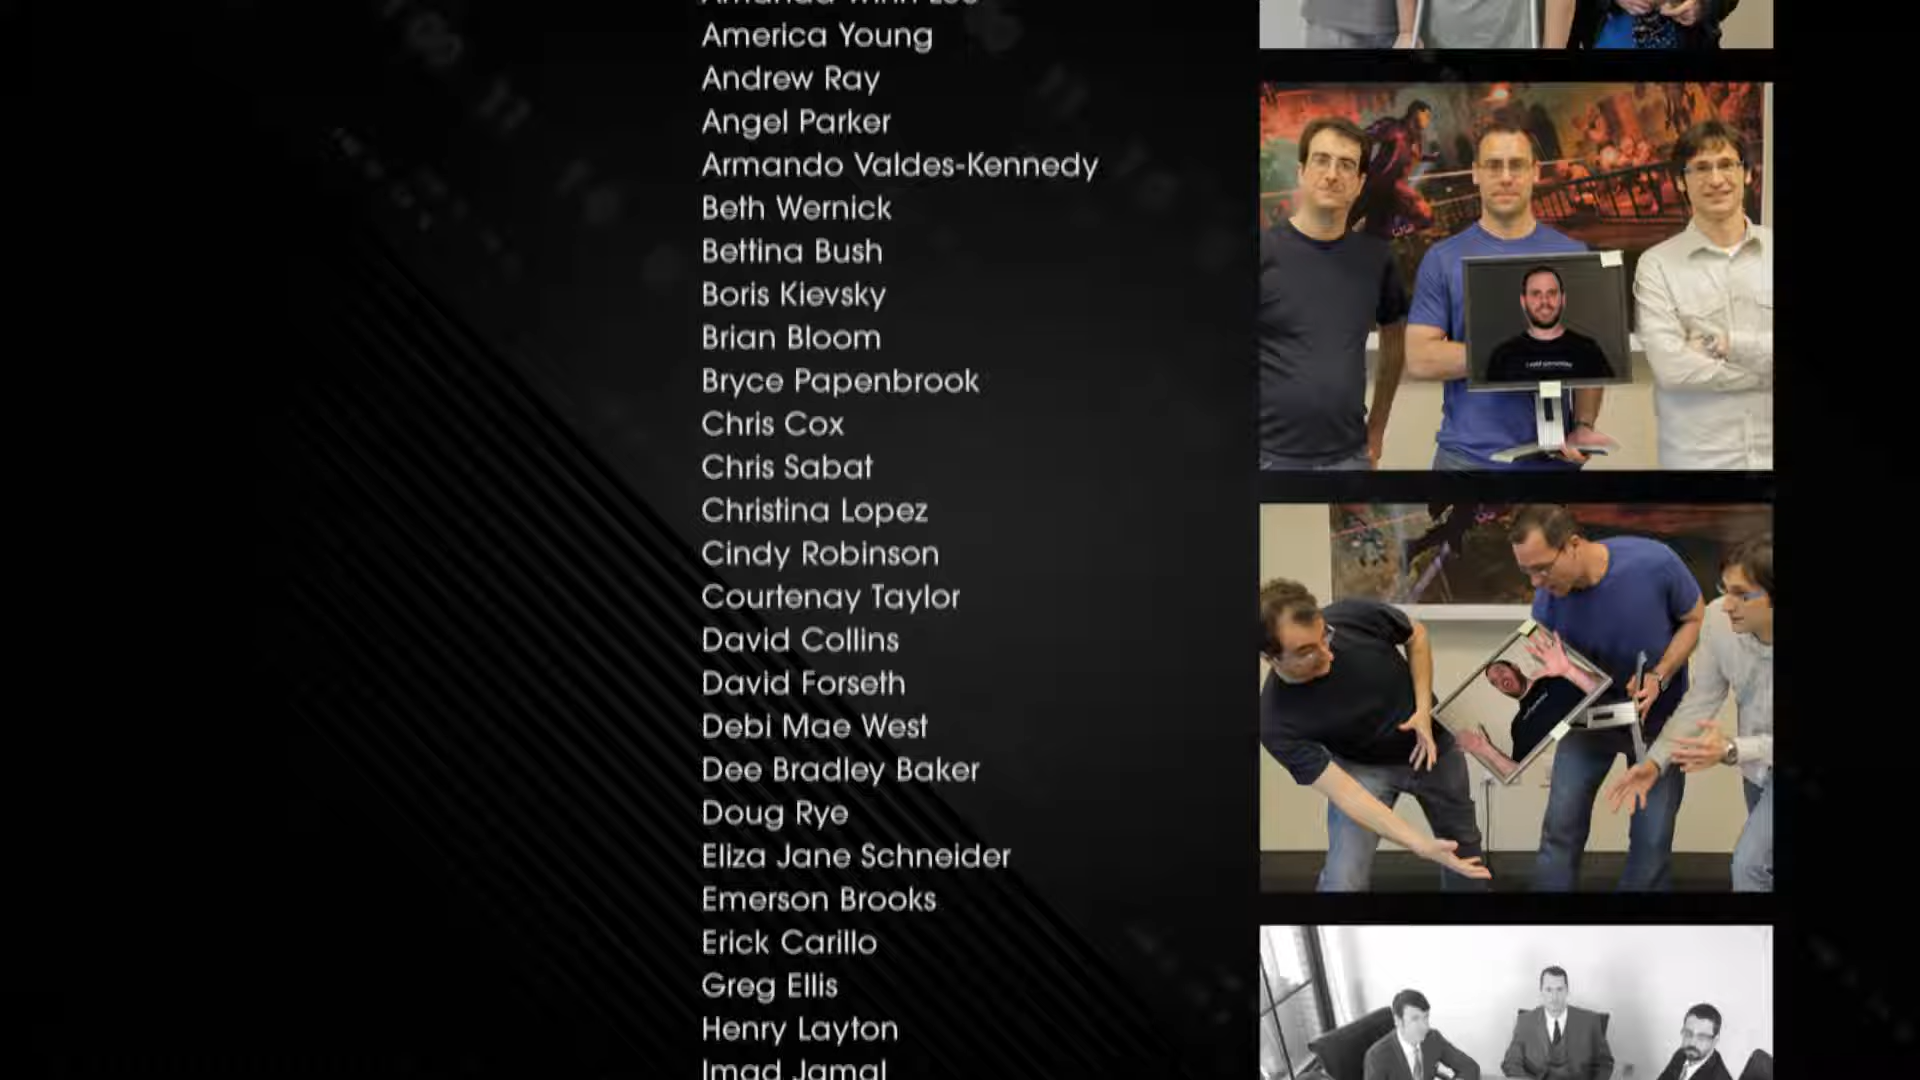 America Young
Andrew Ray
Angel Parker
Armando Valdes-Kennedy
Beth Wernick
Bettina Bush
Boris Kievsky
Brian Bloom
Bryce Papenbrook
Chris Cox
Chris Sabat
Christina Lopez
Cindy Robinson
Courtenay Taylor
David Collins
David Forseth
Debi Mae West
Dee Bradley Baker
Doug Rye
Eliza Jane Schneider
Emerson Brooks
Erick Carillo
Greg Ellis
Henry Layton
Imad Jamal